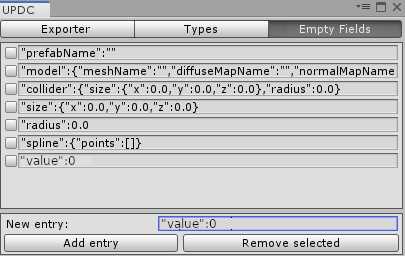 UPDC
Exporter Types Empty Fields
"prefabName":""
"model":{"meshName":"","diffuseMapName":"","normalMapName
"collider":{"size":{"x":0.0,"y":0.0,"z":0.0},"radius":0.0}
"size":{"x":0.0,"y":0.0,"z":0.0}
"radius":0.0
"spline":{"points":[]}
"value":0
New entry: "value":0
Add entry Remove selected